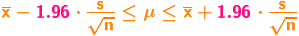 x̅ − 1.96 · s/√n ≤ μ ≤ x̅ + 1.96 · s/√n